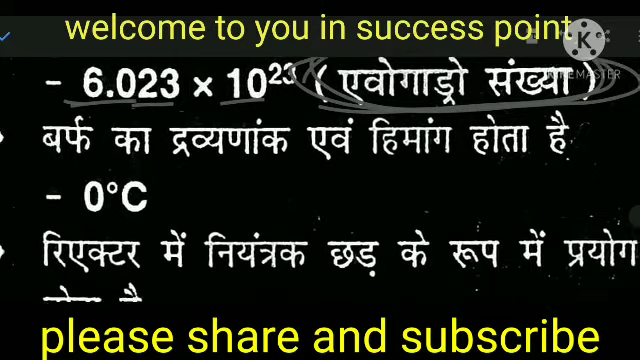 welcome to you in success point
- 6.023 × 10²³ ( एवोगाड्रो संख्या )
KINEMASTER
बर्फ का द्रव्यणांक एवं हिमांग होता है
- 0°C
रिएक्टर में नियंत्रक छड़ के रूप में प्रयोग
होता है
please share and subscribe